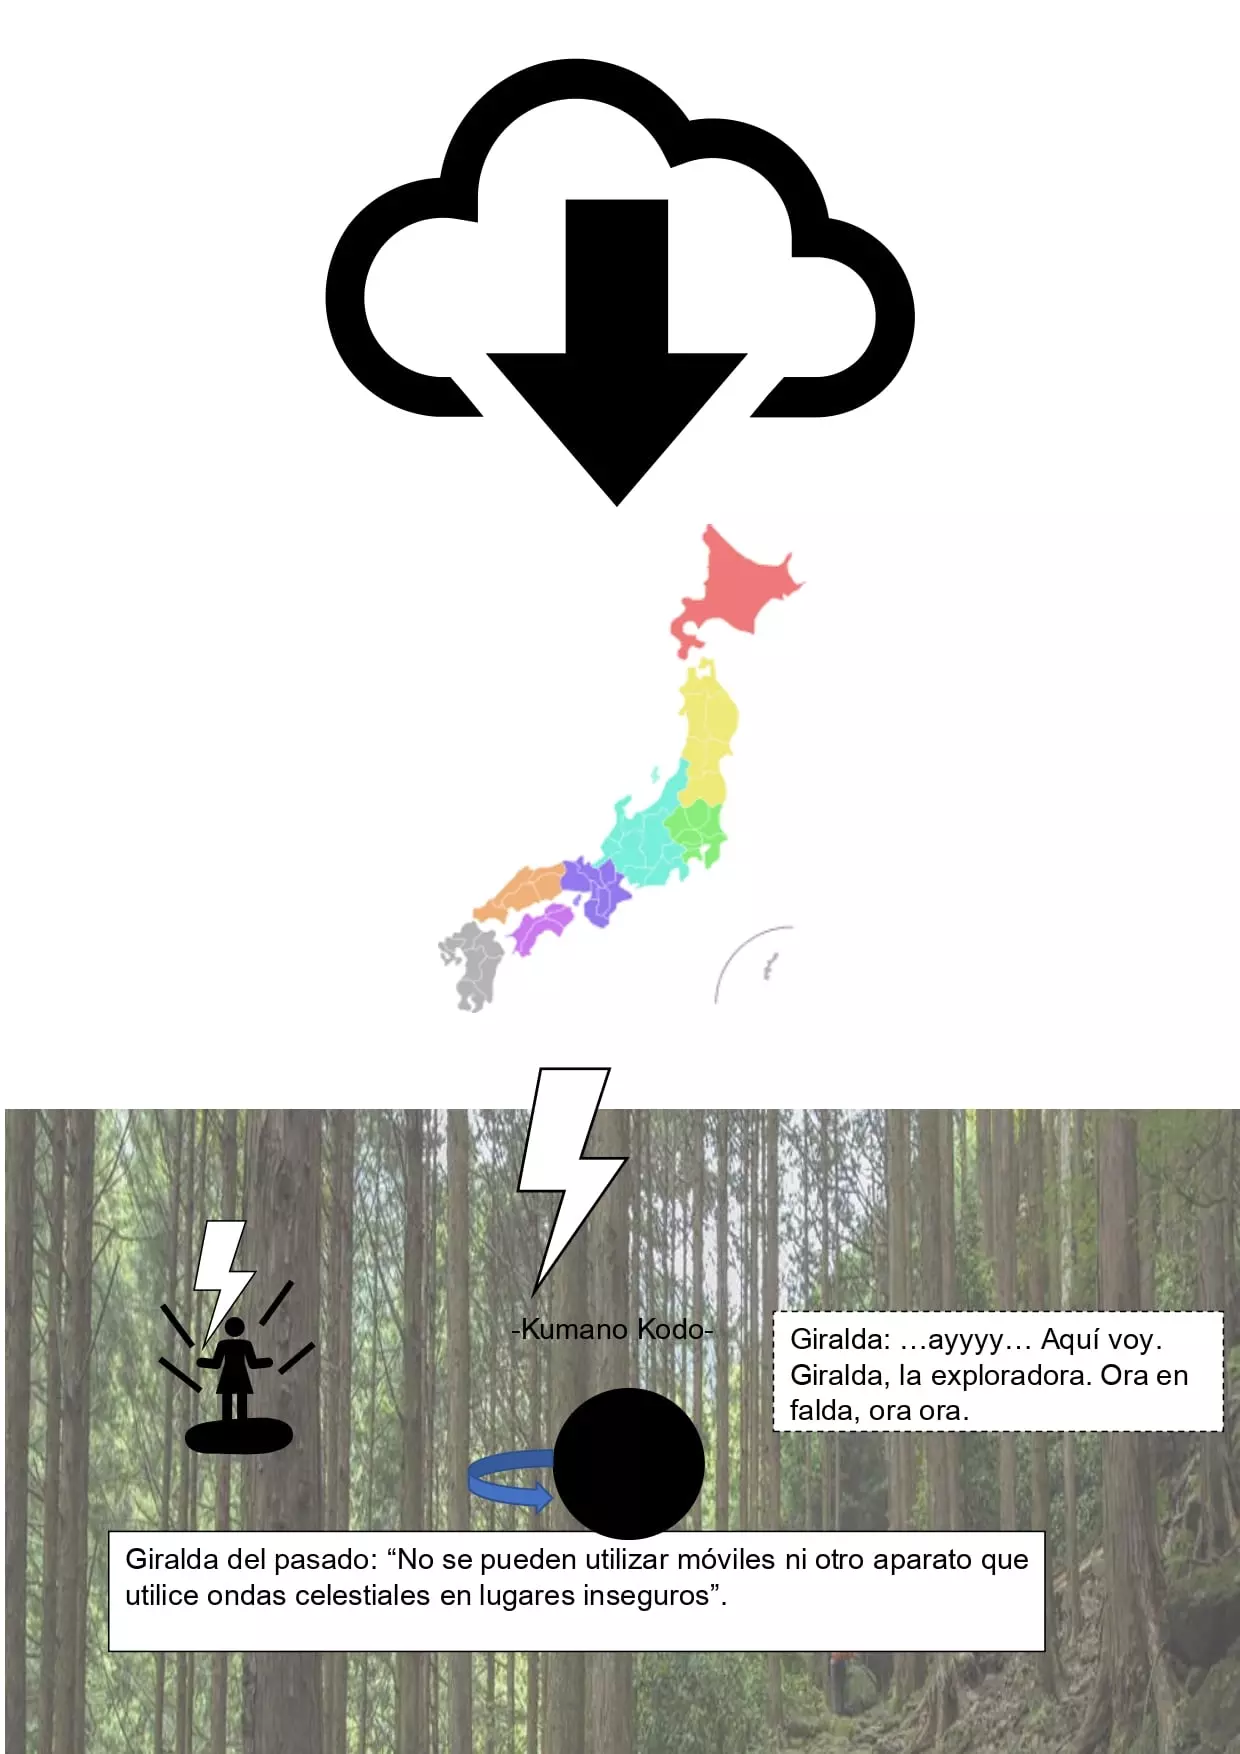 -Kumano Kodo-
Giralda: …ayyyy… Aquí voy.
Giralda, la exploradora. Ora en
falda, ora ora.
Giralda del pasado: “No se pueden utilizar móviles ni otro aparato que
utilice ondas celestiales en lugares inseguros”.